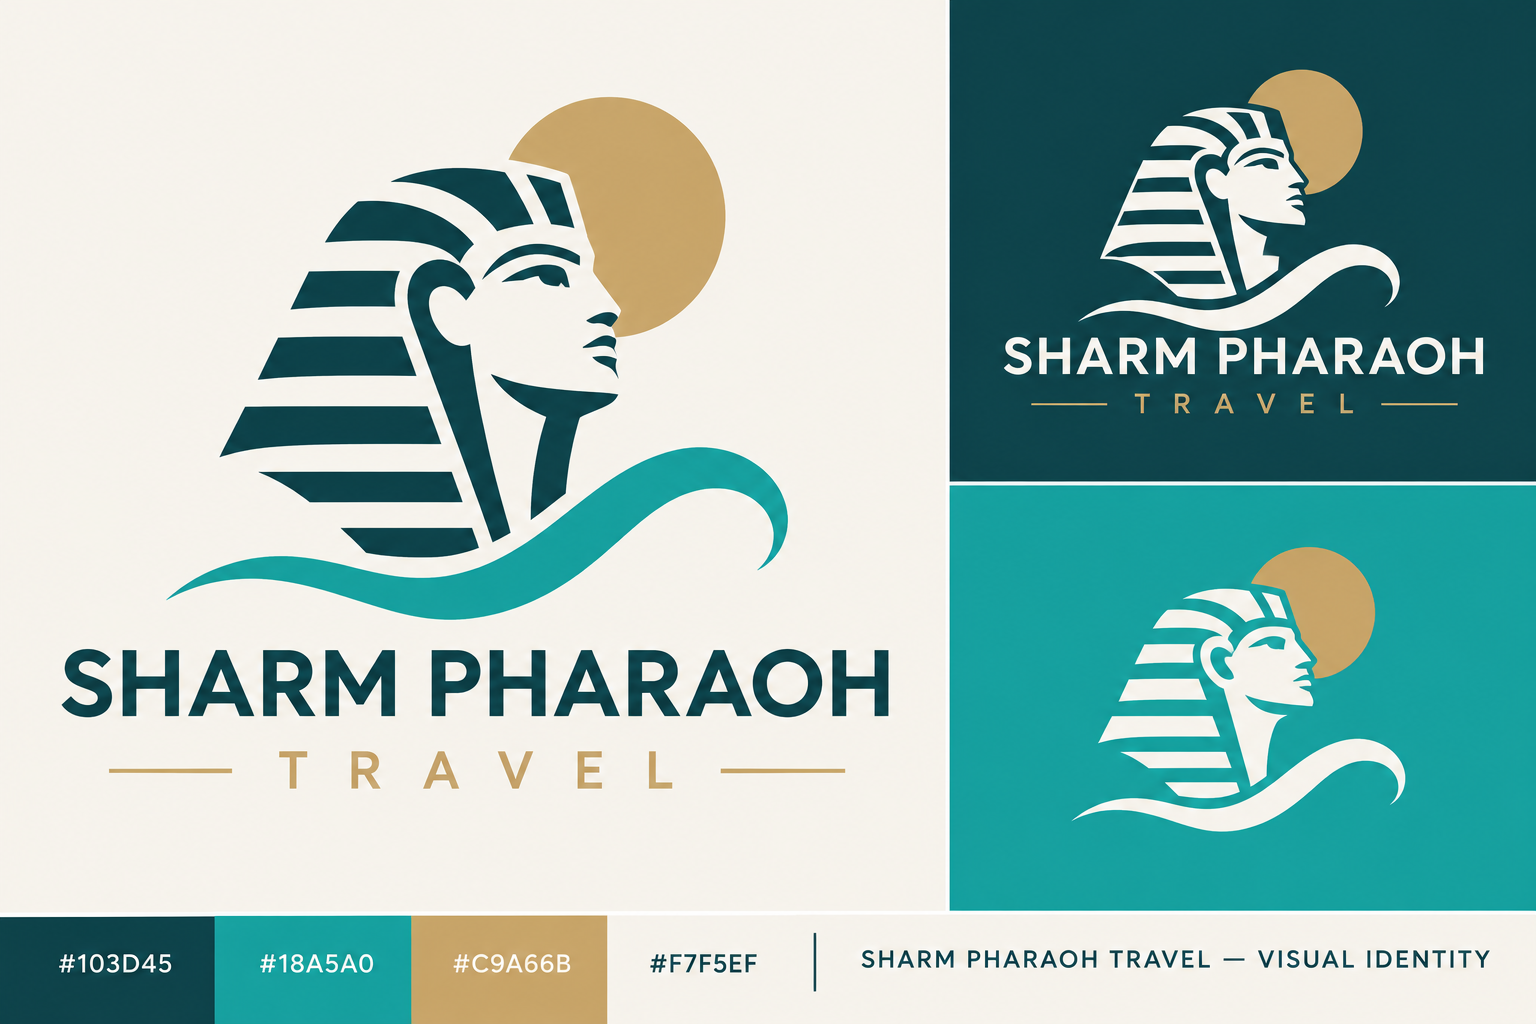 SHARM PHARAOH
TRAVEL
SHARM PHARAOH
TRAVEL
#103D45
#18A5A0
#C9A66B
#F7F5EF
SHARM PHARAOH TRAVEL — VISUAL IDENTITY